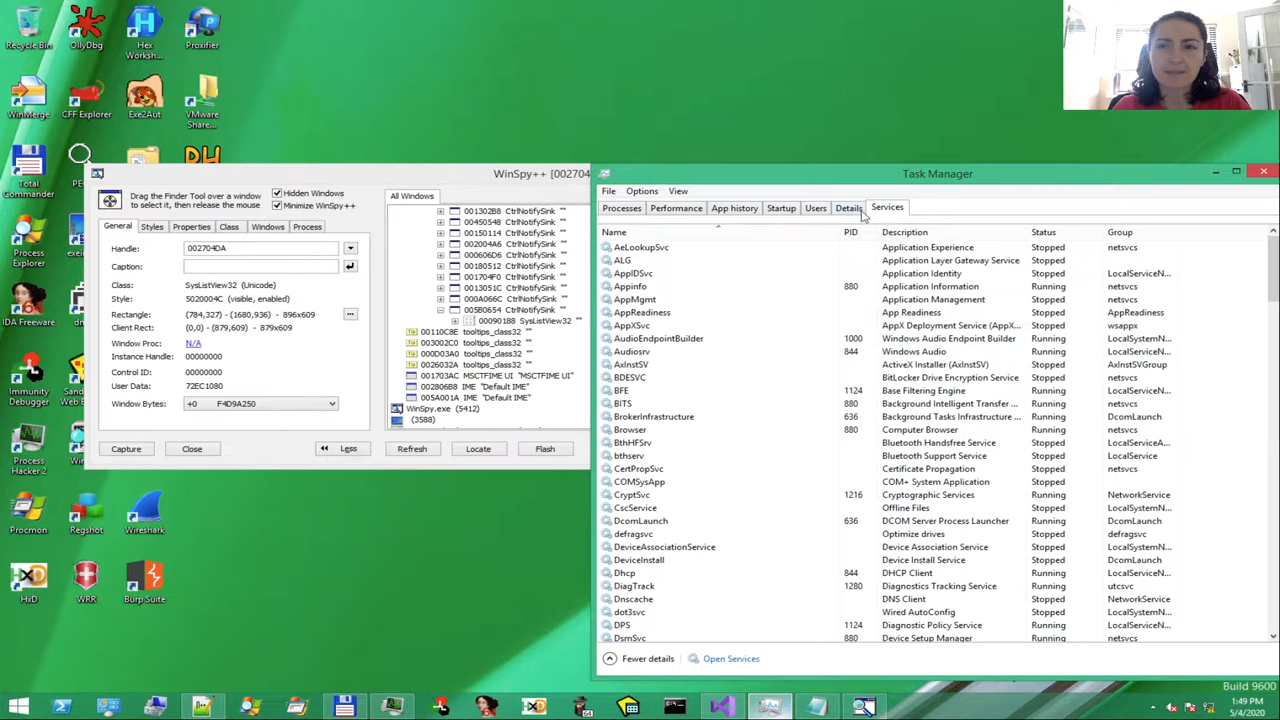 Recycle Bin
OllyDbg
Hex
Worksh...
Proxifier
WinMerge
CFF Explorer
Exe2Aut
VMware
Share...
Total
Commander
Process
Explorer
IDA Freeware
Immunity
Debugger
Process
Hacker 2
Procmon
Regshot
Wireshark
HxD
WRR
Burp Suite
WinSpy++ [002704
Drag the Finder Tool over a window
to select it, then release the mouse
Hidden Windows
Minimize WinSpy++
General
Styles
Properties
Class
Windows
Process
Handle:
002704DA
Caption:
Class:
SysListView32 (Unicode)
Style:
5020004C (visible, enabled)
Rectangle:
(784,327) - (1680,936) - 896x609
Client Rect:
(0,0) - (879,609) - 879x609
Window Proc:
N/A
Instance Handle:
00000000
Control ID:
00000000
User Data:
72EC1080
Window Bytes:
+0 F4D9A250
Capture
Close
Less
All Windows
001302B8 CtrlNotifySink ""
00450548 CtrlNotifySink ""
00150114 CtrlNotifySink ""
002004A6 CtrlNotifySink ""
000606D6 CtrlNotifySink ""
00180512 CtrlNotifySink ""
001704F0 CtrlNotifySink ""
0013051C CtrlNotifySink ""
000A066C CtrlNotifySink ""
005B0654 CtrlNotifySink ""
00090188 SysListView32 ""
00110C8E tooltips_class32 ""
003002C0 tooltips_class32 ""
000D03A0 tooltips_class32 ""
0026032A tooltips_class32 ""
001703AC MSCTFIME UI "MSCTFIME UI"
002806B8 IME "Default IME"
005A001A IME "Default IME"
WinSpy.exe (5412)
(3588)
Refresh
Locate
Flash
Task Manager
File Options View
Processes
Performance
App history
Startup
Users
Details
Services
Name PID Description Status Group
AeLookupSvc Application Experience Stopped netsvcs
ALG Application Layer Gateway Service Stopped
AppIDSvc Application Identity Stopped LocalServiceN...
Appinfo 880 Application Information Running netsvcs
AppMgmt Application Management Stopped netsvcs
AppReadiness App Readiness Stopped AppReadiness
AppXSvc AppX Deployment Service (AppX... Stopped wsappx
AudioEndpointBuilder 1000 Windows Audio Endpoint Builder Running LocalSystemN...
Audiosrv 844 Windows Audio Running LocalServiceN...
AxInstSV ActiveX Installer (AxInstSV) Stopped AxInstSVGroup
BDESVC BitLocker Drive Encryption Service Stopped netsvcs
BFE 1124 Base Filtering Engine Running LocalServiceN...
BITS 880 Background Intelligent Transfer ... Running netsvcs
BrokerInfrastructure 636 Background Tasks Infrastructure ... Running DcomLaunch
Browser 880 Computer Browser Running netsvcs
BthHFSrv Bluetooth Handsfree Service Stopped LocalServiceA...
bthserv Bluetooth Support Service Stopped LocalService
CertPropSvc Certificate Propagation Stopped netsvcs
COMSysApp COM+ System Application Stopped
CryptSvc 1216 Cryptographic Services Running NetworkService
CscService Offline Files Stopped LocalSystemN...
DcomLaunch 636 DCOM Server Process Launcher Running DcomLaunch
defragsvc Optimize drives Stopped defragsvc
DeviceAssociationService Device Association Service Stopped LocalSystemN...
DeviceInstall Device Install Service Stopped DcomLaunch
Dhcp 844 DHCP Client Running LocalServiceN...
DiagTrack 1280 Diagnostics Tracking Service Running utcsvc
Dnscache DNS Client Stopped NetworkService
dot3svc Wired AutoConfig Stopped LocalSystemN...
DPS 1124 Diagnostic Policy Service Running LocalServiceN...
DsmSvc 880 Device Setup Manager Running netsvcs
Fewer details
Open Services
Build 9600
1:49 PM
5/4/2020